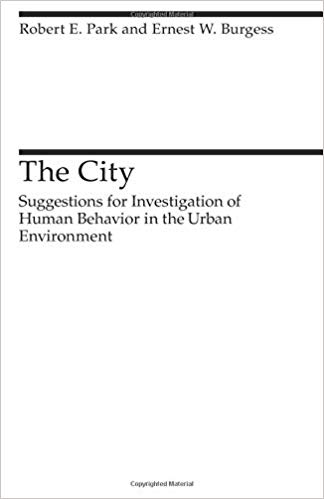 Robert E. Park and Ernest W. Burgess
The City
Suggestions for Investigation of
Human Behavior in the Urban
Environment